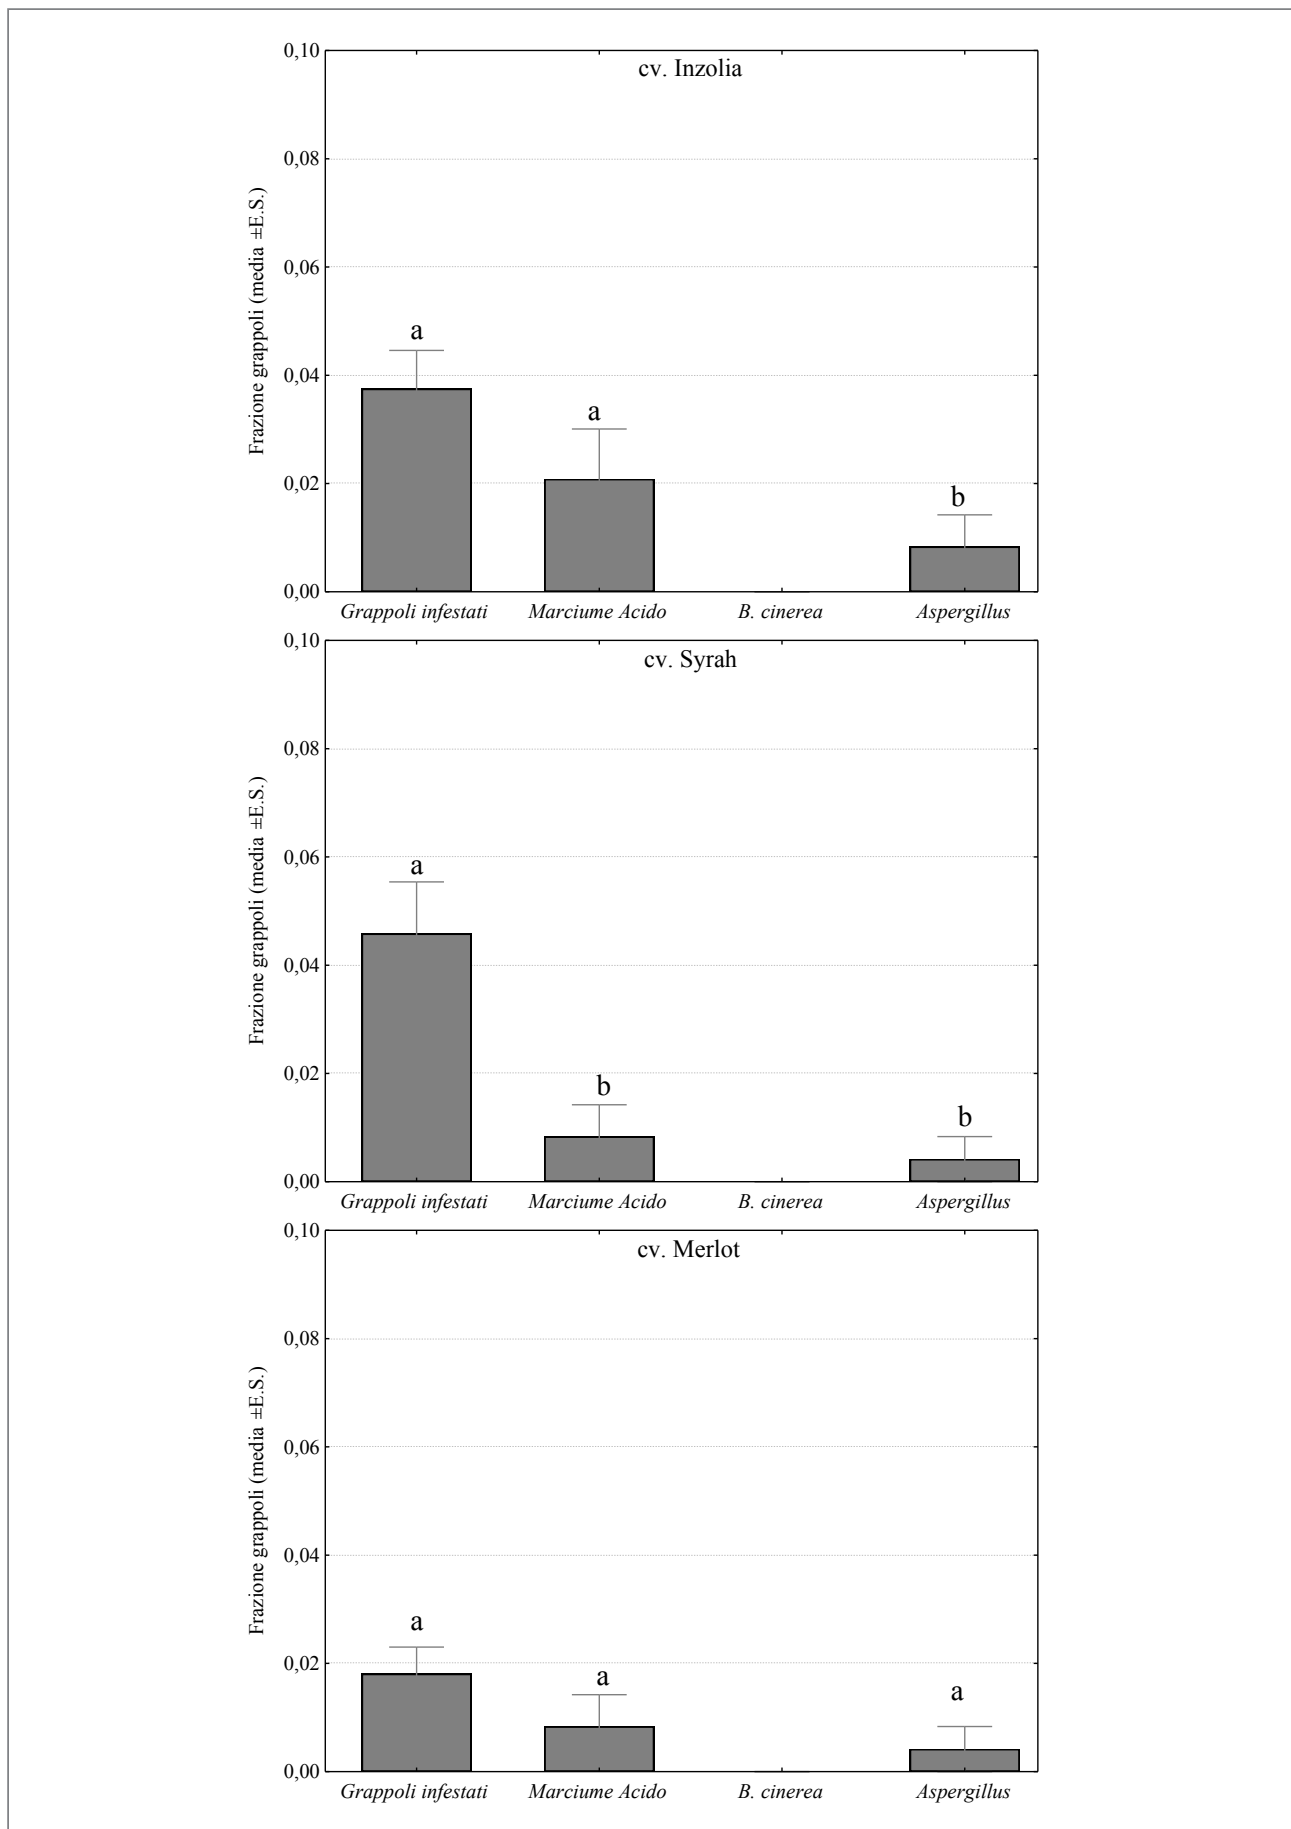 0,10
cv. Inzolia
0,08
0,06
a
0,04
a
0,02
b
0,00
Frazione grappoli (media ±E.S.)
Grappoli infestati Marciume Acido B. cinerea Aspergillus
0,10
cv. Syrah
0,08
0,06
a
0,04
0,02
b
b
0,00
Frazione grappoli (media ±E.S.)
Grappoli infestati Marciume Acido B. cinerea Aspergillus
0,10
cv. Merlot
0,08
0,06
0,04
a
0,02
a
a
0,00
Frazione grappoli (media ±E.S.)
Grappoli infestati Marciume Acido B. cinerea Aspergillus